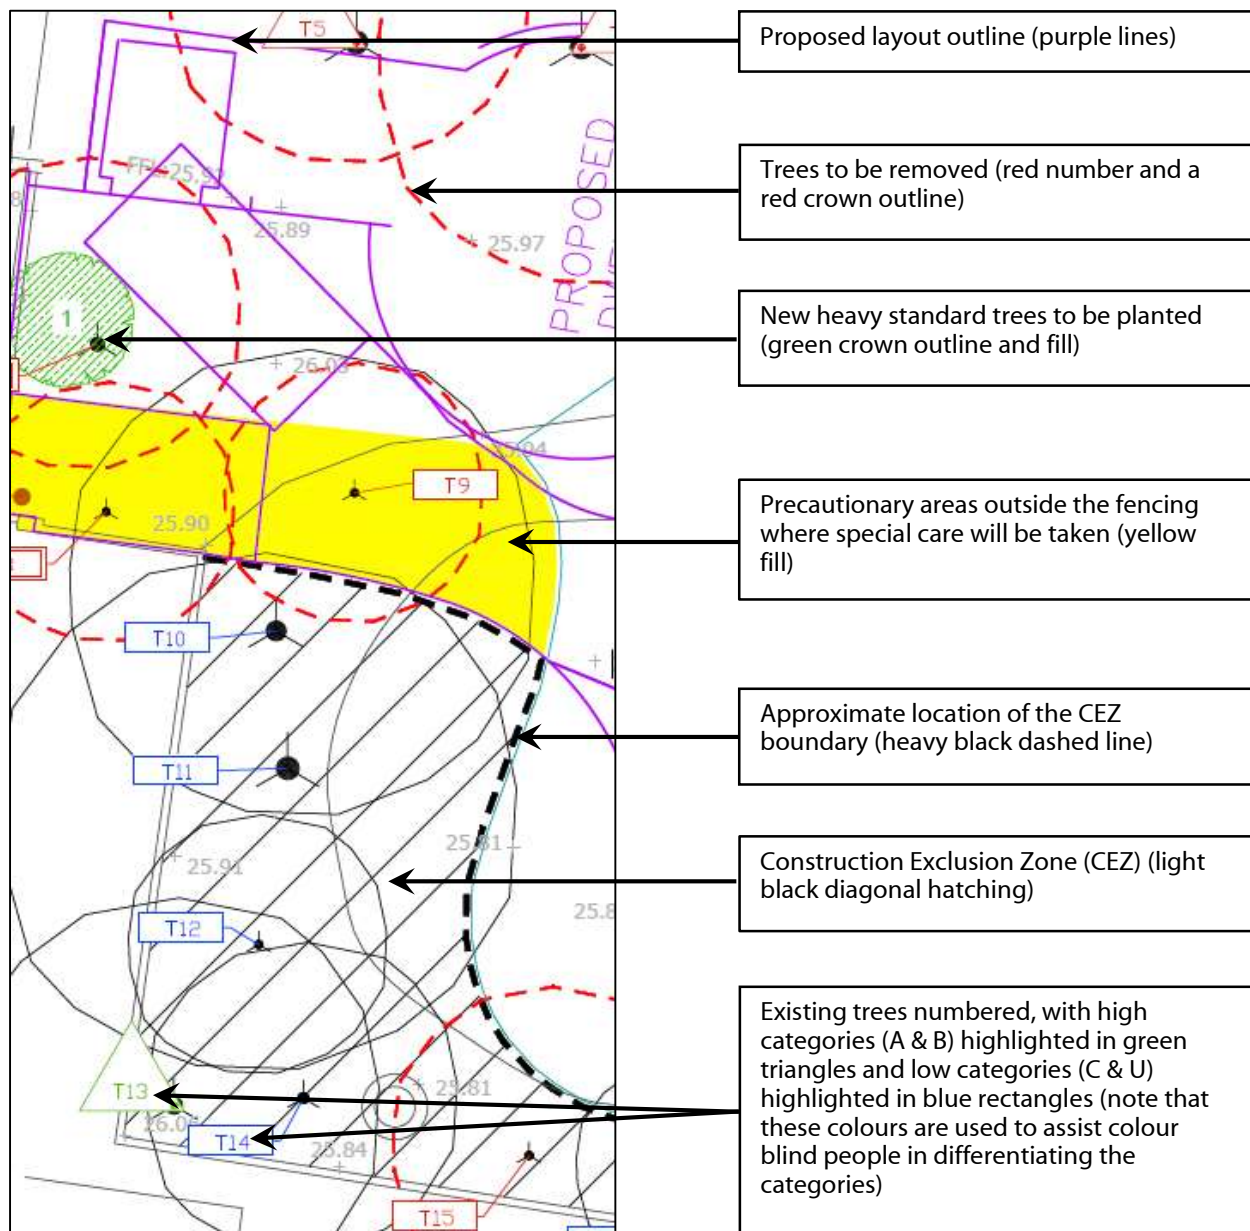 T5
Proposed layout outline (purple lines)
Trees to be removed (red number and a
red crown outline)
PROPOSED
25.89
25.97
New heavy standard trees to be planted
(green crown outline and fill)
1
26.03
25.94
T9
25.90
Precautionary areas outside the fencing
where special care will be taken (yellow
fill)
T10
Approximate location of the CEZ
boundary (heavy black dashed line)
T11
25.81
25.91
Construction Exclusion Zone (CEZ) (light
black diagonal hatching)
T12
25.8
Existing trees numbered, with high
categories (A & B) highlighted in green
triangles and low categories (C & U)
highlighted in blue rectangles (note that
these colours are used to assist colour
blind people in differentiating the
categories)
T13
25.81
T14
25.84
T15